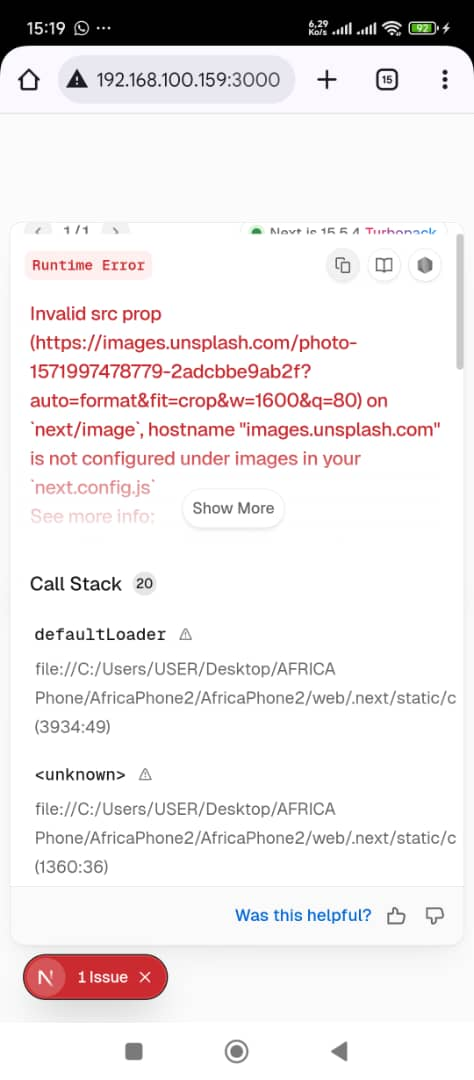 15:19 ...
6,29
Ko/s
92
192.168.100.159:3000
15
1/1
Next.js 15.5.4 Turbopack
Runtime Error
Invalid src prop
(https://images.unsplash.com/photo-
1571997478779-2adcbbe9ab2f?
auto=format&fit=crop&w=1600&q=80) on
`next/image`, hostname "images.unsplash.com"
is not configured under images in your
`next.config.js`
See more info:
Show More
Call Stack 20
defaultLoader
file://C:/Users/USER/Desktop/AFRICA
Phone/AfricaPhone2/AfricaPhone2/web/.next/static/c
(3934:49)
<unknown>
file://C:/Users/USER/Desktop/AFRICA
Phone/AfricaPhone2/AfricaPhone2/web/.next/static/c
(1360:36)
Was this helpful?
N 1 Issue